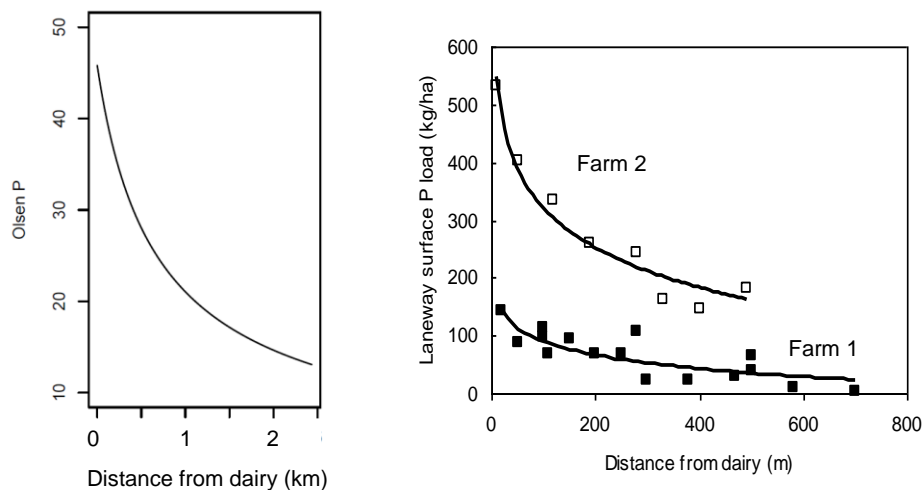 50
40
30
20
10
Olsen P
0 1 2
Distance from dairy (km)
600
500
400
300
200
100
0
Laneway surface P load (kg/ha)
Farm 2
Farm 1
0 200 400 600 800
Distance from dairy (m)